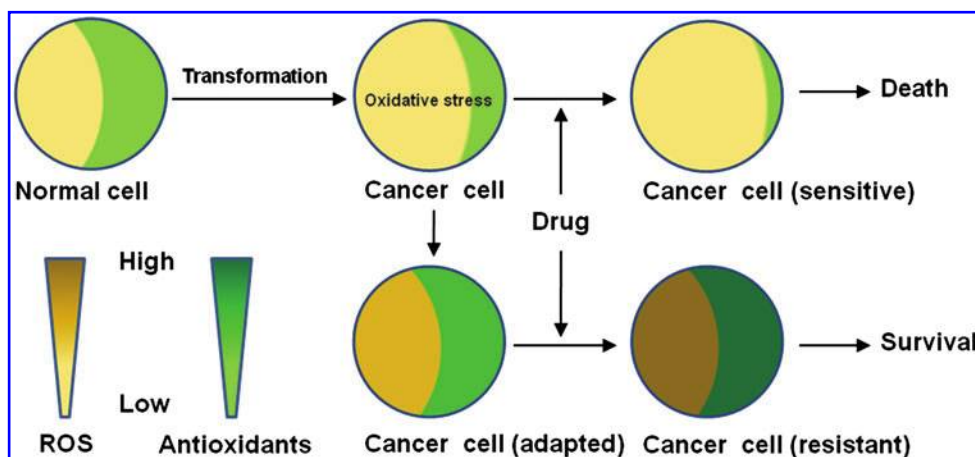 Transformation
Oxidative stress
Death
Normal cell
Cancer cell
Cancer cell (sensitive)
Drug
High
Low
ROS
Antioxidants
Cancer cell (adapted)
Cancer cell (resistant)
Survival